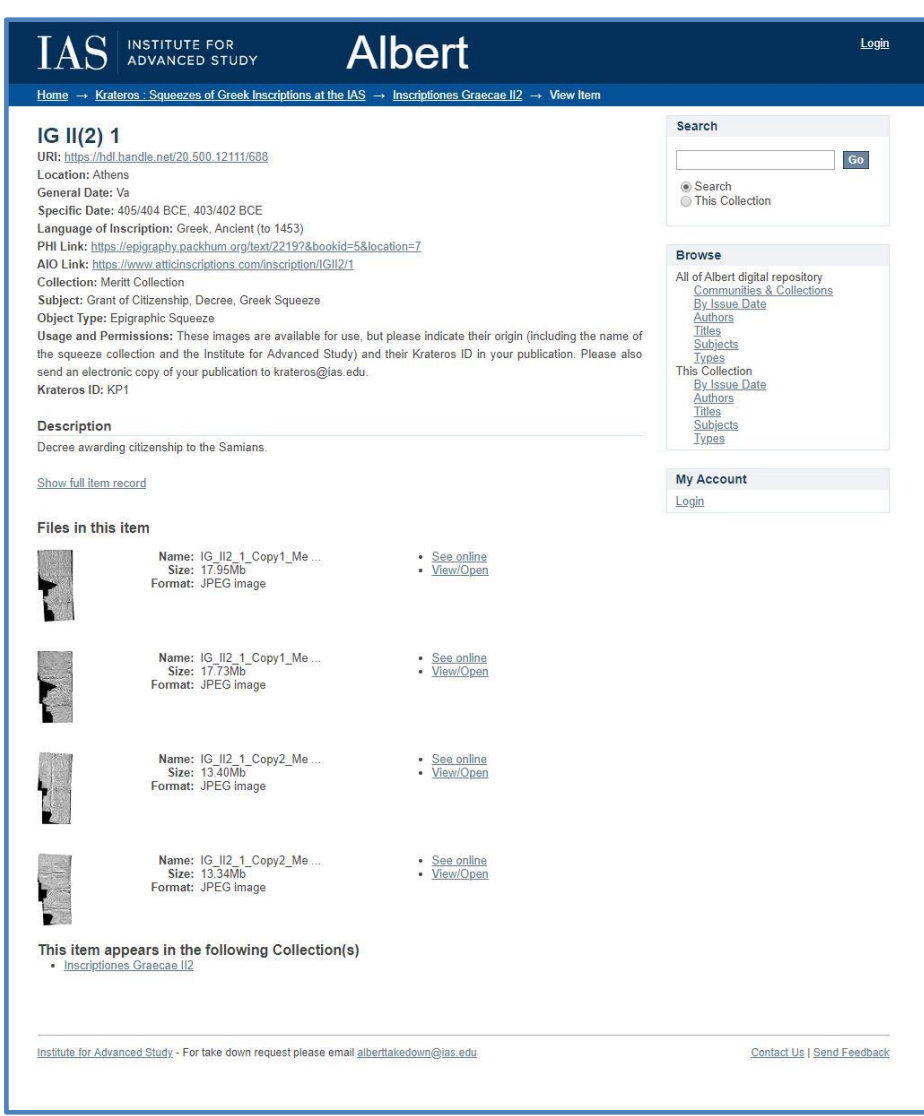 IAS INSTITUTE FOR ADVANCED STUDY
Albert
Login
Home → Krateros : Squeezes of Greek Inscriptions at the IAS → Inscriptiones Graecae II2 → View Item
IG II(2) 1
URI: https://hdl.handle.net/20.500.12111/688
Location: Athens
General Date: Va
Specific Date: 405/404 BCE, 403/402 BCE
Language of Inscription: Greek, Ancient (to 1453)
PHI Link: https://epigraphy.packhum.org/text/2219?&bookid=5&location=7
AIO Link: https://www.atticinscriptions.com/inscription/IGII2/1
Collection: Meritt Collection
Subject: Grant of Citizenship, Decree, Greek Squeeze
Object Type: Epigraphic Squeeze
Usage and Permissions: These images are available for use, but please indicate their origin (including the name of
the squeeze collection and the Institute for Advanced Study) and their Krateros ID in your publication. Please also
send an electronic copy of your publication to krateros@ias.edu.
Krateros ID: KP1
Description
Decree awarding citizenship to the Samians.
Show full item record
Files in this item
Name: IG_II2_1_Copy1_Me ...
Size: 17.95Mb
Format: JPEG image
See online
View/Open
Name: IG_II2_1_Copy1_Me ...
Size: 17.73Mb
Format: JPEG image
See online
View/Open
Name: IG_II2_1_Copy2_Me ...
Size: 13.40Mb
Format: JPEG image
See online
View/Open
Name: IG_II2_1_Copy2_Me ...
Size: 13.34Mb
Format: JPEG image
See online
View/Open
This item appears in the following Collection(s)
Inscriptiones Graecae II2
Search
Go
Search
This Collection
Browse
All of Albert digital repository
Communities & Collections
By Issue Date
Authors
Titles
Subjects
Types
This Collection
By Issue Date
Authors
Titles
Subjects
Types
My Account
Login
Institute for Advanced Study - For take down request please email alberttakedown@ias.edu
Contact Us | Send Feedback